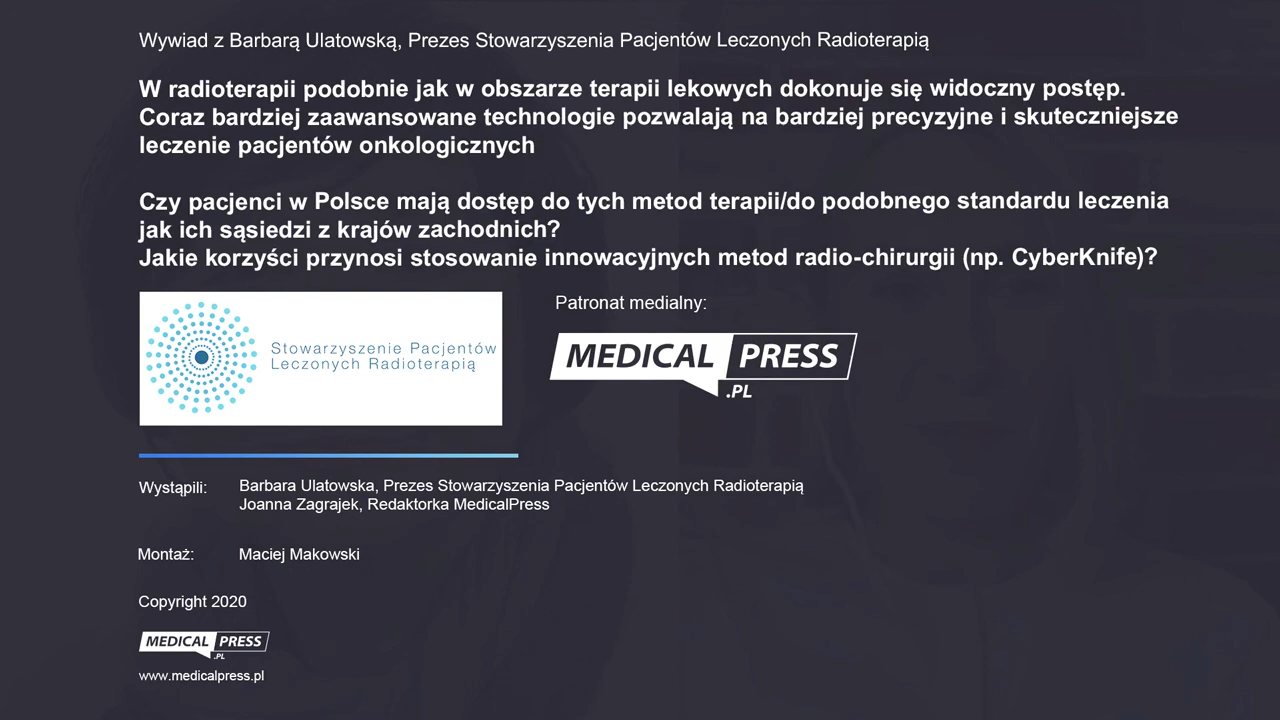 Wywiad z Barbarą Ulatowską, Prezes Stowarzyszenia Pacjentów Leczonych Radioterapią
W radioterapii podobnie jak w obszarze terapii lekowych dokonuje się widoczny postęp.
Coraz bardziej zaawansowane technologie pozwalają na bardziej precyzyjne i skuteczniejsze
leczenie pacjentów onkologicznych
Czy pacjenci w Polsce mają dostęp do tych metod terapii/do podobnego standardu leczenia
jak ich sąsiedzi z krajów zachodnich?
Jakie korzyści przynosi stosowanie innowacyjnych metod radio-chirurgii (np. CyberKnife)?
Stowarzyszenie Pacjentów
Leczonych Radioterapią
Patronat medialny:
MEDICAL PRESS
.PL
Wystąpili: Barbara Ulatowska, Prezes Stowarzyszenia Pacjentów Leczonych Radioterapią
Joanna Zagrajek, Redaktorka MedicalPress
Montaż: Maciej Makowski
Copyright 2020
MEDICAL PRESS
.PL
www.medicalpress.pl